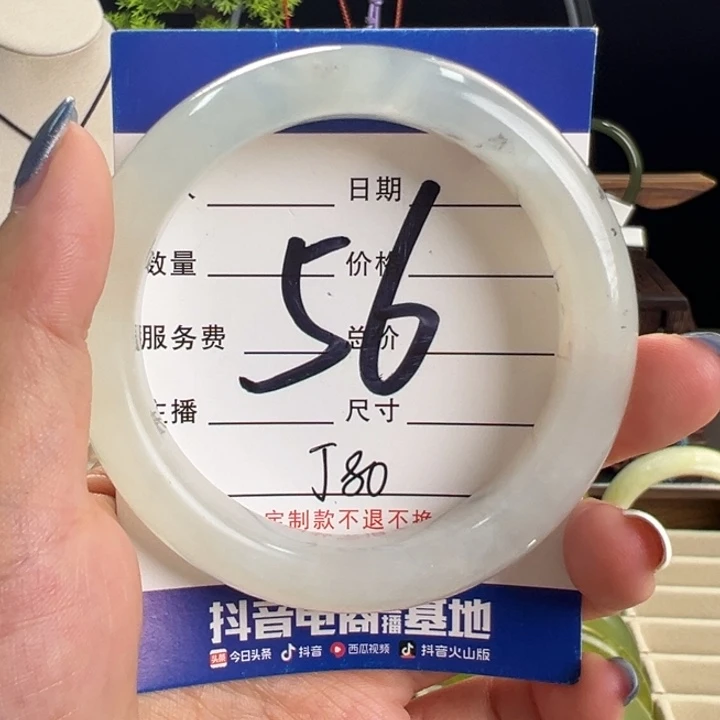 日期
56
数量 价格
服务费 总价
主播 尺寸
J80
定制款不退不换
抖音电商直播基地
头条 今日头条 抖音 西瓜视频 抖音火山版